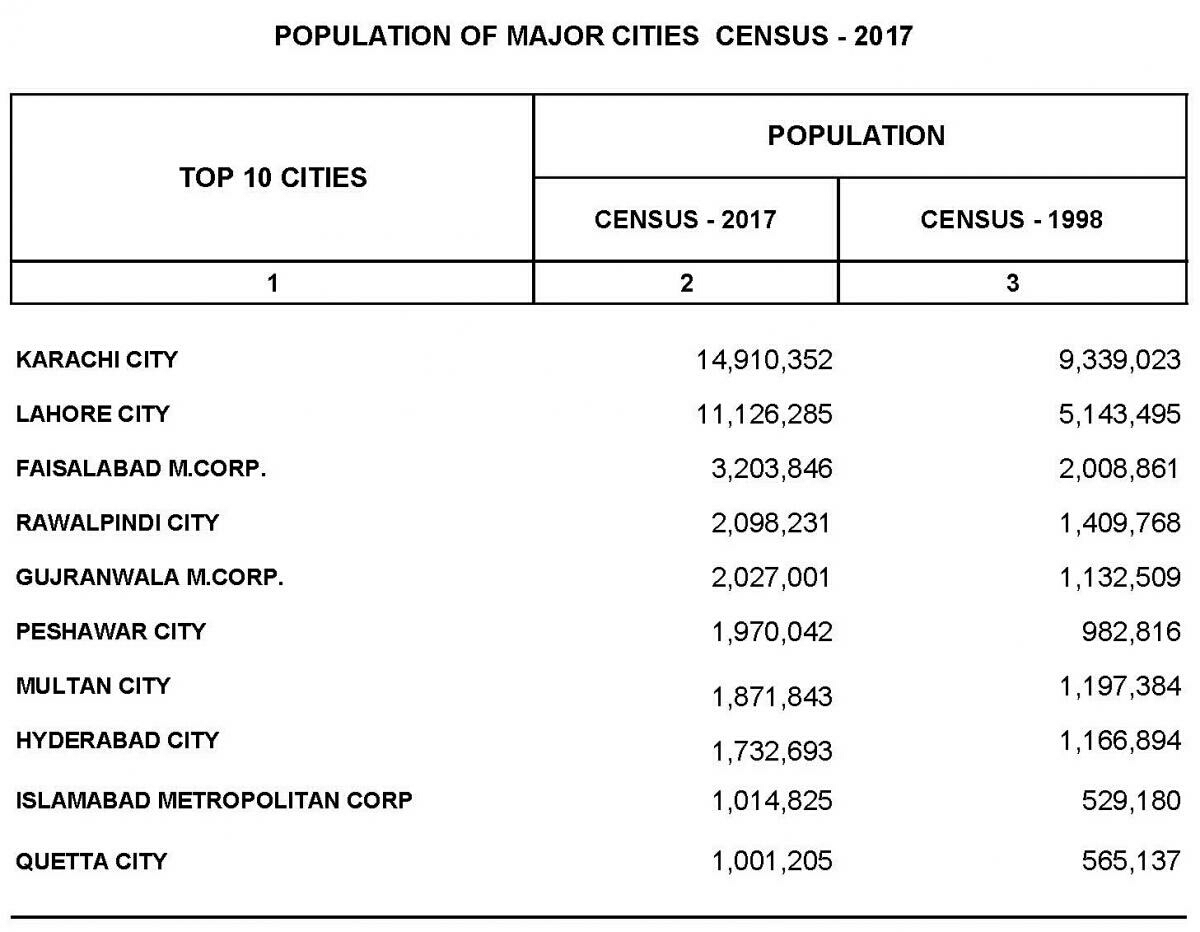 POPULATION OF MAJOR CITIES CENSUS - 2017
TOP 10 CITIES
POPULATION
CENSUS - 2017 CENSUS - 1998
1 2 3
KARACHI CITY 14,910,352 9,339,023
LAHORE CITY 11,126,285 5,143,495
FAISALABAD M.CORP. 3,203,846 2,008,861
RAWALPINDI CITY 2,098,231 1,409,768
GUJRANWALA M.CORP. 2,027,001 1,132,509
PESHAWAR CITY 1,970,042 982,816
MULTAN CITY 1,871,843 1,197,384
HYDERABAD CITY 1,732,693 1,166,894
ISLAMABAD METROPOLITAN CORP 1,014,825 529,180
QUETTA CITY 1,001,205 565,137